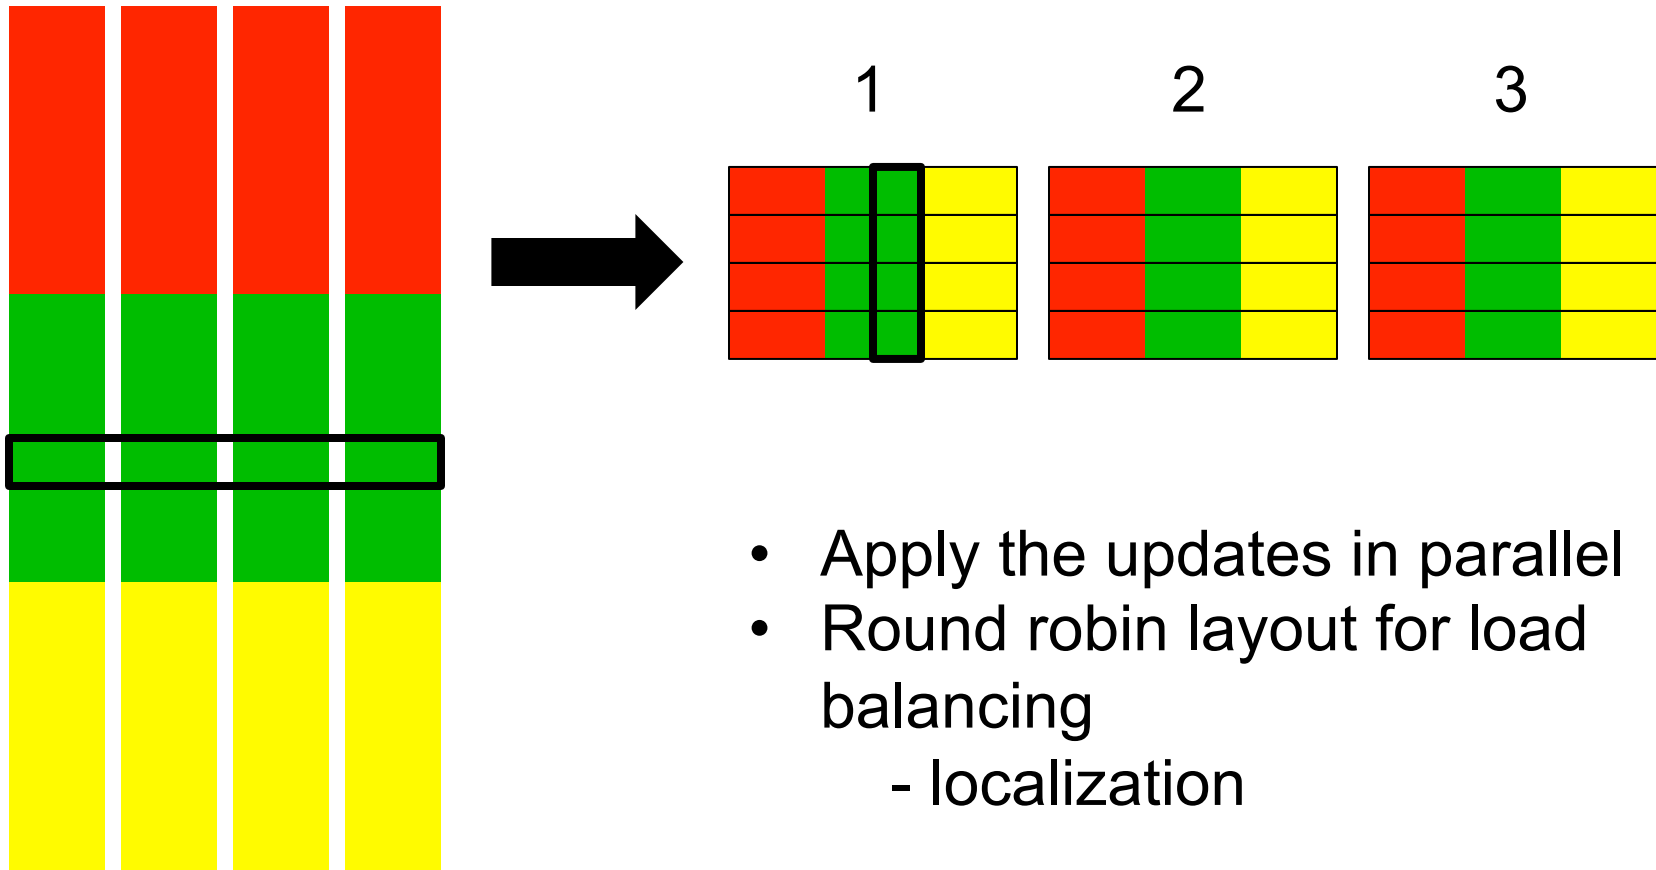 1 2 3
• Apply the updates in parallel
• Round robin layout for load
balancing
- localization